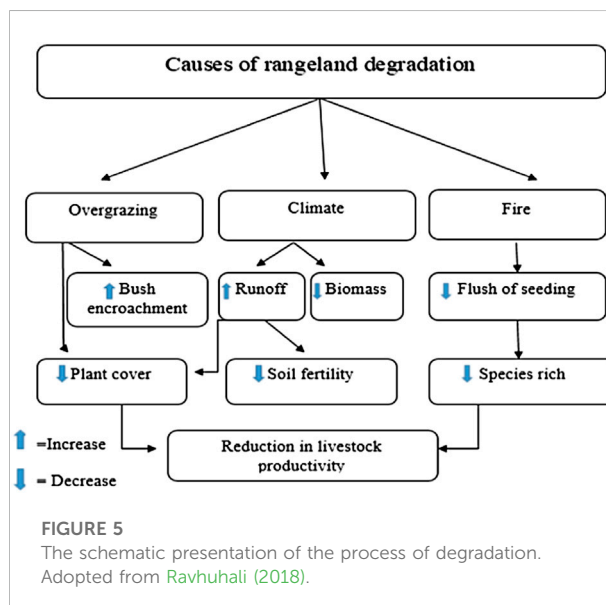 Causes of rangeland degradation
Overgrazing
Climate
Fire
Bush
encroachment
Runoff
Biomass
Flush of seeding
Plant cover
Soil fertility
Species rich
=Increase
Reduction in livestock
productivity
= Decrease
FIGURE 5
The schematic presentation of the process of degradation.
Adopted from Ravhuhali (2018).